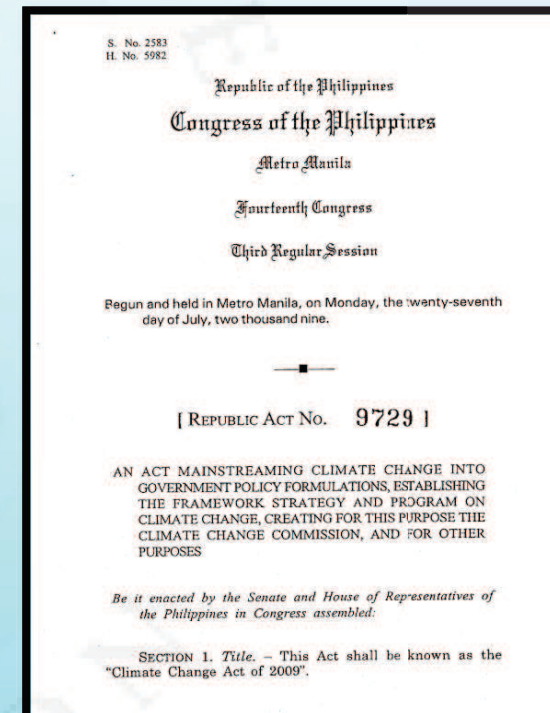 S. No. 2583
H. No. 5982
Republic of the Philippines
Congress of the Philippines
Metro Manila
Fourteenth Congress
Third Regular Session
Begun and held in Metro Manila, on Monday, the twenty-seventh
day of July, two thousand nine.
[ REPUBLIC ACT NO. 9729 ]
AN ACT MAINSTREAMING CLIMATE CHANGE INTO
GOVERNMENT POLICY FORMULATIONS, ESTABLISHING
THE FRAMEWORK STRATEGY AND PROGRAM ON
CLIMATE CHANGE, CREATING FOR THIS PURPOSE THE
CLIMATE CHANGE COMMISSION, AND FOR OTHER
PURPOSES
Be it enacted by the Senate and House of Representatives of
the Philippines in Congress assembled:
SECTION 1. Title. – This Act shall be known as the
"Climate Change Act of 2009".